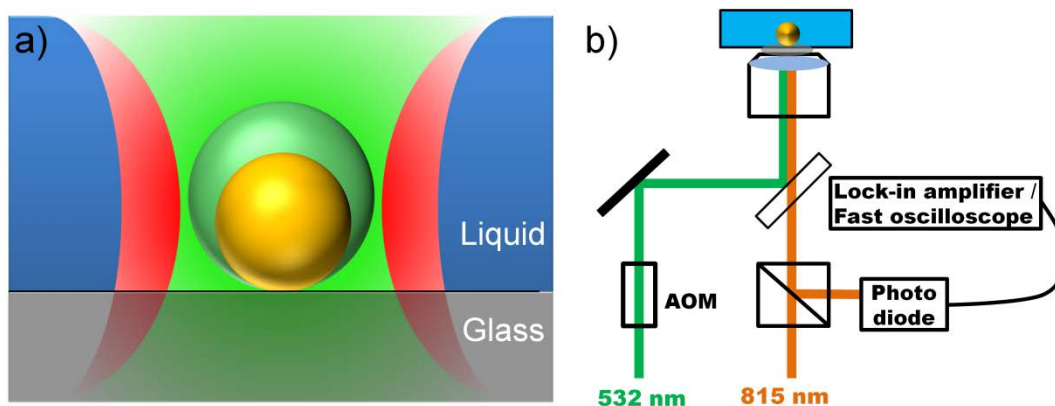 a)
Liquid
Glass
b)
Lock-in amplifier /
Fast oscilloscope
AOM
Photo
diode
532 nm
815 nm